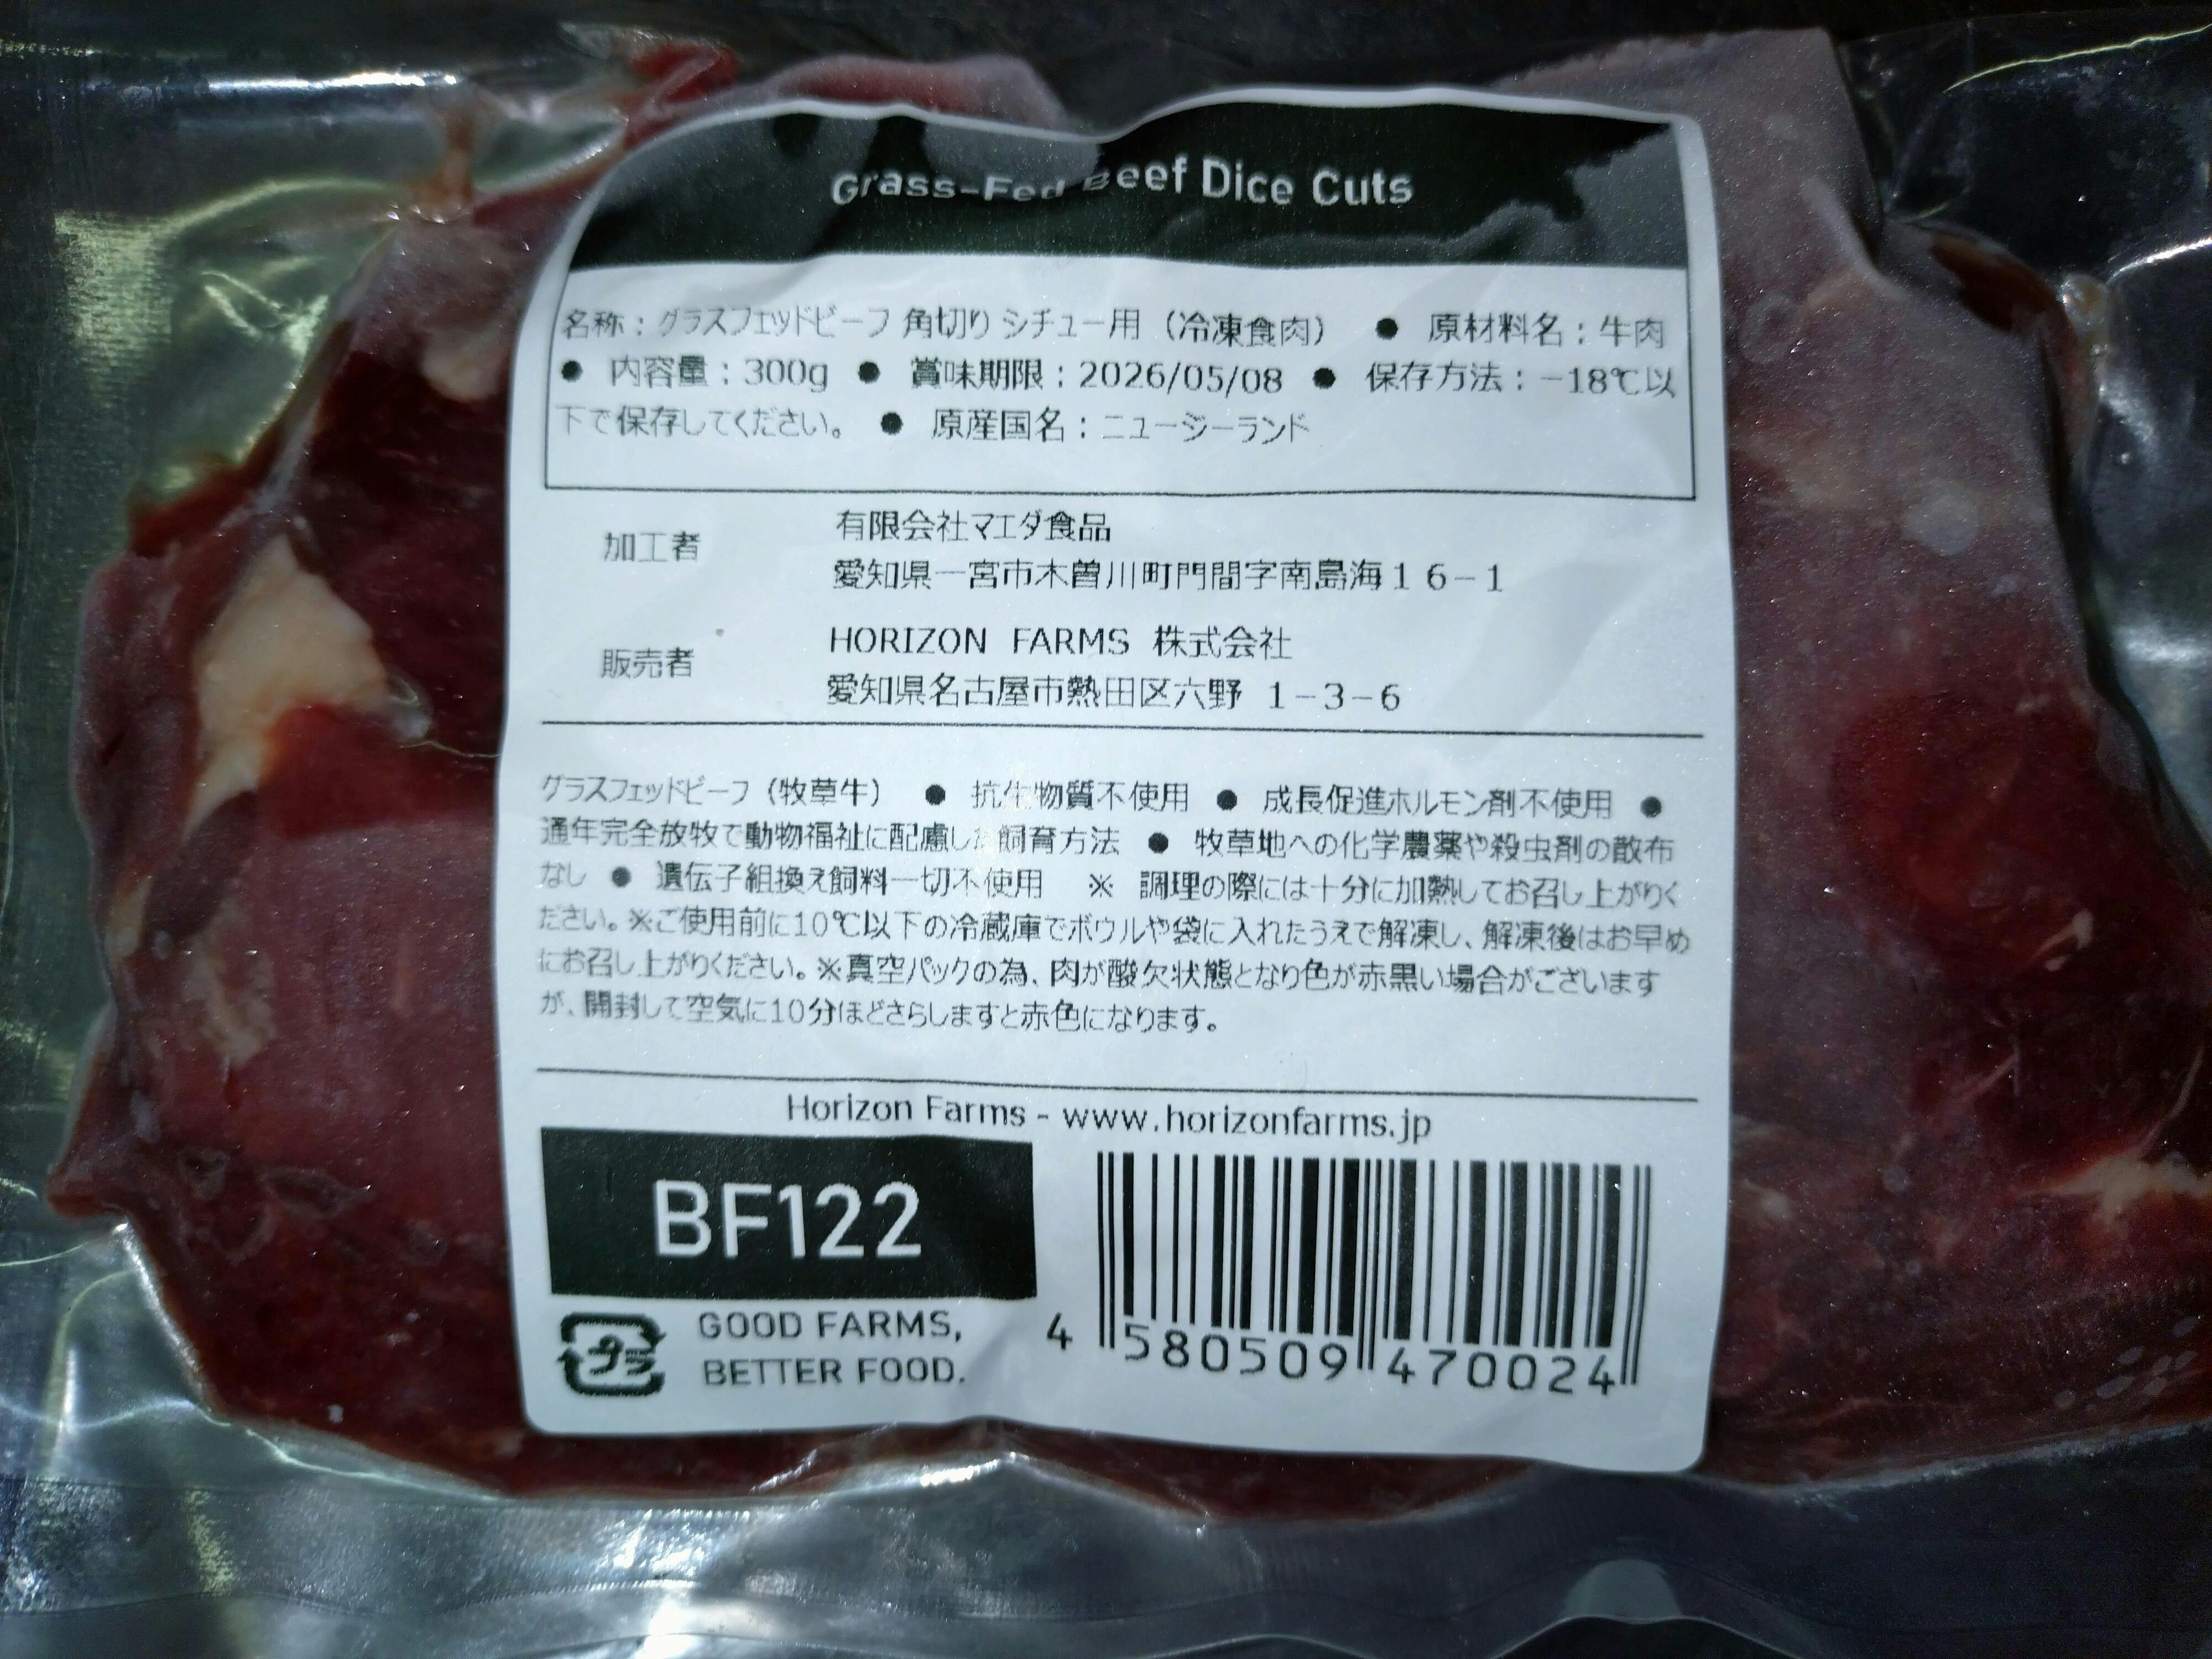 Grass-Fed Beef Dice Cuts
名称：グラスフェッドビーフ 角切り シチュー用（冷凍食肉） ● 原材料名：牛肉
● 内容量：300g ● 賞味期限：2026/05/08 ● 保存方法：－18℃以
下で保存してください。 ● 原産国名：ニュージーランド
加工者
有限会社マエダ食品
愛知県一宮市木曽川町門間字南島海１６－１
販売者
HORIZON FARMS 株式会社
愛知県名古屋市熱田区六野 1－3－6
グラスフェッドビーフ（牧草牛） ● 抗生物質不使用 ● 成長促進ホルモン剤不使用 ●
通年完全放牧で動物福祉に配慮した飼育方法 ● 牧草地への化学農薬や殺虫剤の散布
なし ● 遺伝子組換え飼料一切不使用 ※ 調理の際には十分に加熱してお召し上がりく
ださい。※ご使用前に10℃以下の冷蔵庫でボウルや袋に入れたうえで解凍し、解凍後はお早め
にお召し上がりください。※真空パックの為、肉が酸欠状態となり色が赤黒い場合がございます
が、開封して空気に10分ほどさらしますと赤色になります。
Horizon Farms - www.horizonfarms.jp
BF122
プラ
GOOD FARMS,
BETTER FOOD.
4 580509 470024